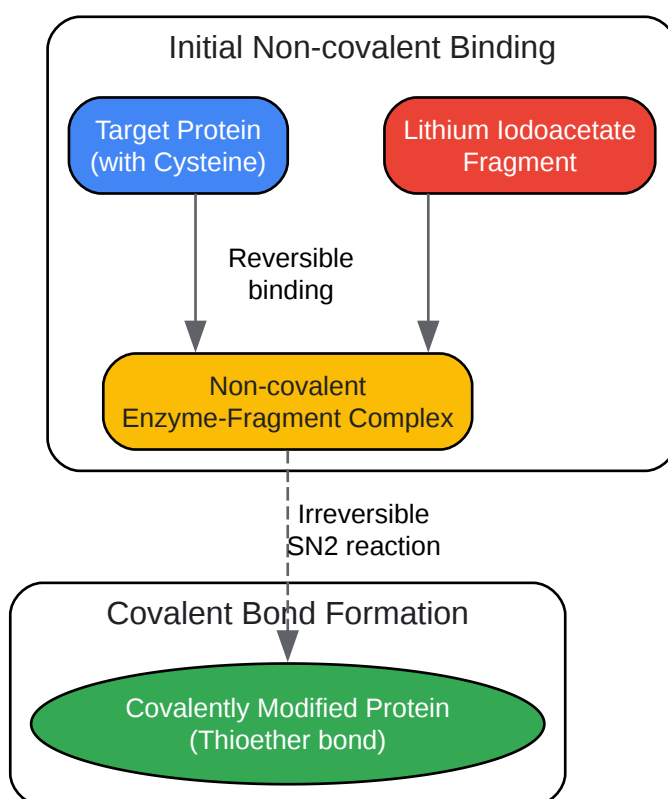 Initial Non-covalent Binding
Target Protein
(with Cysteine)
Lithium Iodoacetate
Fragment
Reversible
binding
Non-covalent
Enzyme-Fragment Complex
Irreversible
SN2 reaction
Covalent Bond Formation
Covalently Modified Protein
(Thioether bond)